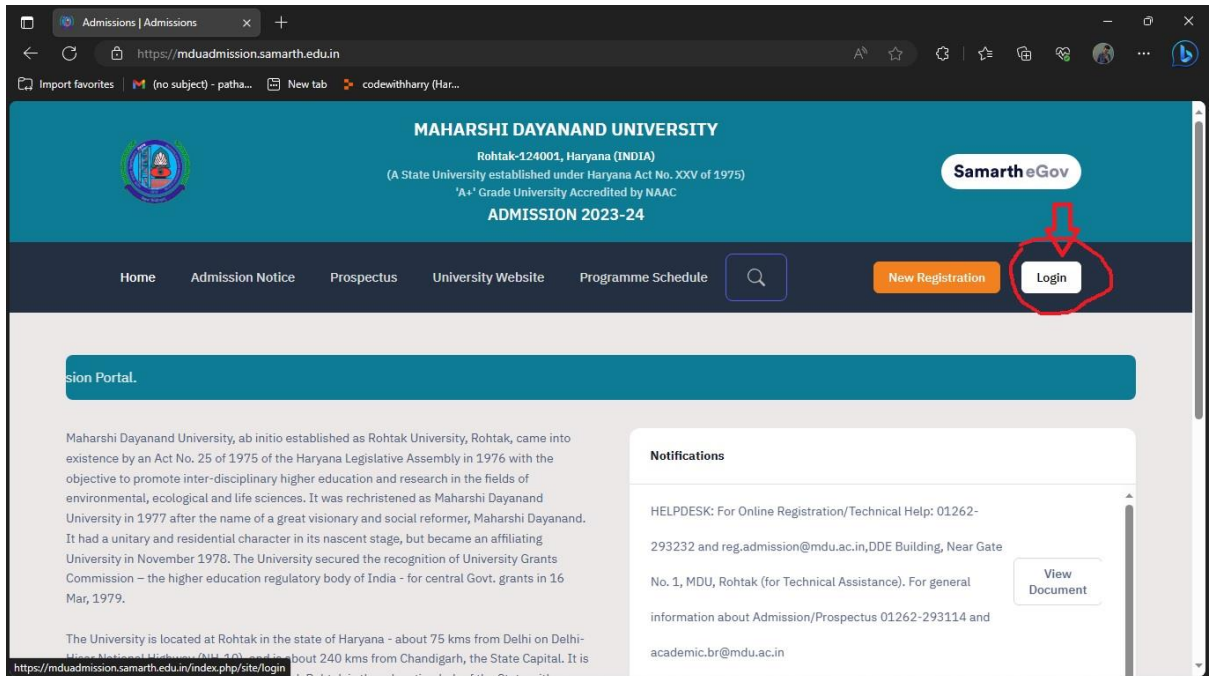 Admissions | Admissions
https://mduadmission.samarth.edu.in
Import favorites
(no subject) - patha...
New tab
codewithharry (Har...
MAHARSHI DAYANAND UNIVERSITY
Rohtak-124001, Haryana (INDIA)
(A State University established under Haryana Act No. XXV of 1975)
'A+' Grade University Accredited by NAAC
ADMISSION 2023-24
SamartheGov
Home
Admission Notice
Prospectus
University Website
Programme Schedule
New Registration
Login
sion Portal.
Maharshi Dayanand University, ab initio established as Rohtak University, Rohtak, came into
existence by an Act No. 25 of 1975 of the Haryana Legislative Assembly in 1976 with the
objective to promote inter-disciplinary higher education and research in the fields of
environmental, ecological and life sciences. It was rechristened as Maharshi Dayanand
University in 1977 after the name of a great visionary and social reformer, Maharshi Dayanand.
It had a unitary and residential character in its nascent stage, but became an affiliating
University in November 1978. The University secured the recognition of University Grants
Commission – the higher education regulatory body of India - for central Govt. grants in 16
Mar, 1979.
The University is located at Rohtak in the state of Haryana - about 75 kms from Delhi on Delhi-
Hisar National Highway (NH-10), and is about 240 kms from Chandigarh, the State Capital. It is
Notifications
HELPDESK: For Online Registration/Technical Help: 01262-
293232 and reg.admission@mdu.ac.in,DDE Building, Near Gate
No. 1, MDU, Rohtak (for Technical Assistance). For general
information about Admission/Prospectus 01262-293114 and
academic.br@mdu.ac.in
View
Document
https://mduadmission.samarth.edu.in/index.php/site/login